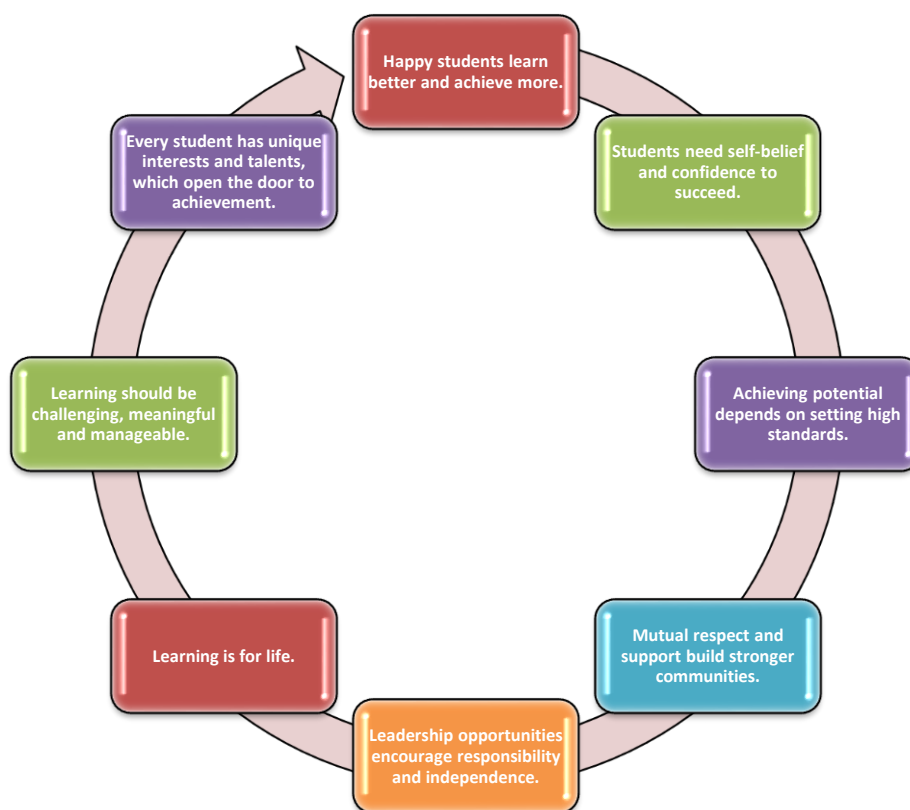 Happy students learn
better and achieve more.
Students need self-belief
and confidence to
succeed.
Achieving potential
depends on setting high
standards.
Mutual respect and
support build stronger
communities.
Leadership opportunities
encourage responsibility
and independence.
Learning is for life.
Learning should be
challenging, meaningful
and manageable.
Every student has unique
interests and talents,
which open the door to
achievement.